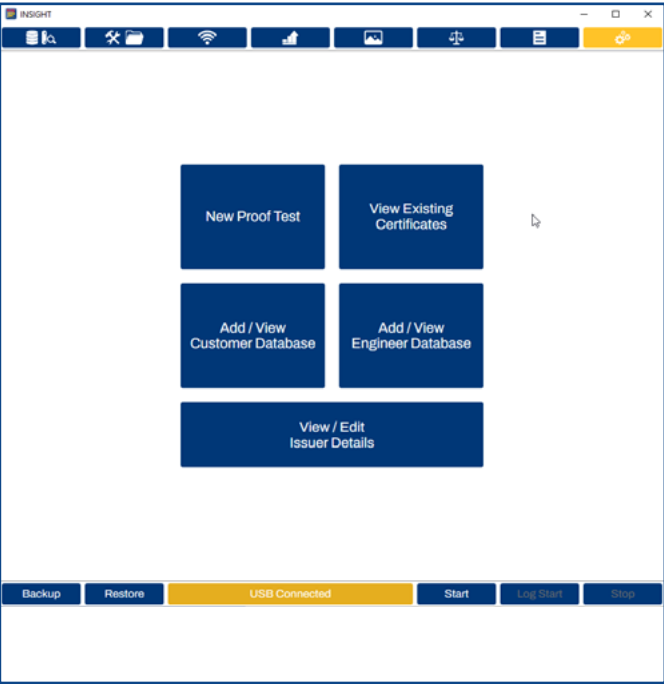 INSIGHT
New Proof Test
View Existing
Certificates
Add / View
Customer Database
Add / View
Engineer Database
View / Edit
Issuer Details
Backup
Restore
USB Connected
Start
Log Start
Stop